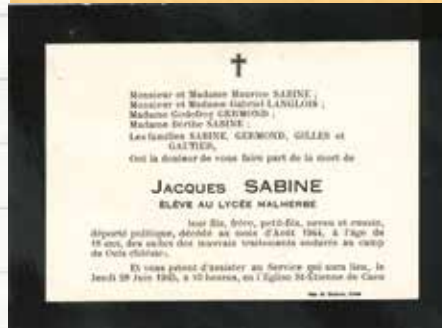 Monsieur et Madame Maurice SABINE ;
Monsieur et Madame Gabriel LANGLOIS ;
Madame Godefroy GERMOND ;
Madame Berthe SABINE ;
Les familles SABINE, GERMOND, GILLES et
GAUTIER,
Ont la douleur de vous faire part de la mort de
JACQUES SABINE
ÉLÈVE AU LYCÉE MALHERBE
leur fils, frère, petit-fils, neveu et cousin,
déporté politique, décédé au mois d'Août 1944, à l'âge de
18 ans, des suites des mauvais traitements endurés au camp
de
Et vous prient d'assister au Service qui aura lieu, le
Jeudi 28 Juin 1945, à 10 heures, en l'Église St-Étienne de Caen